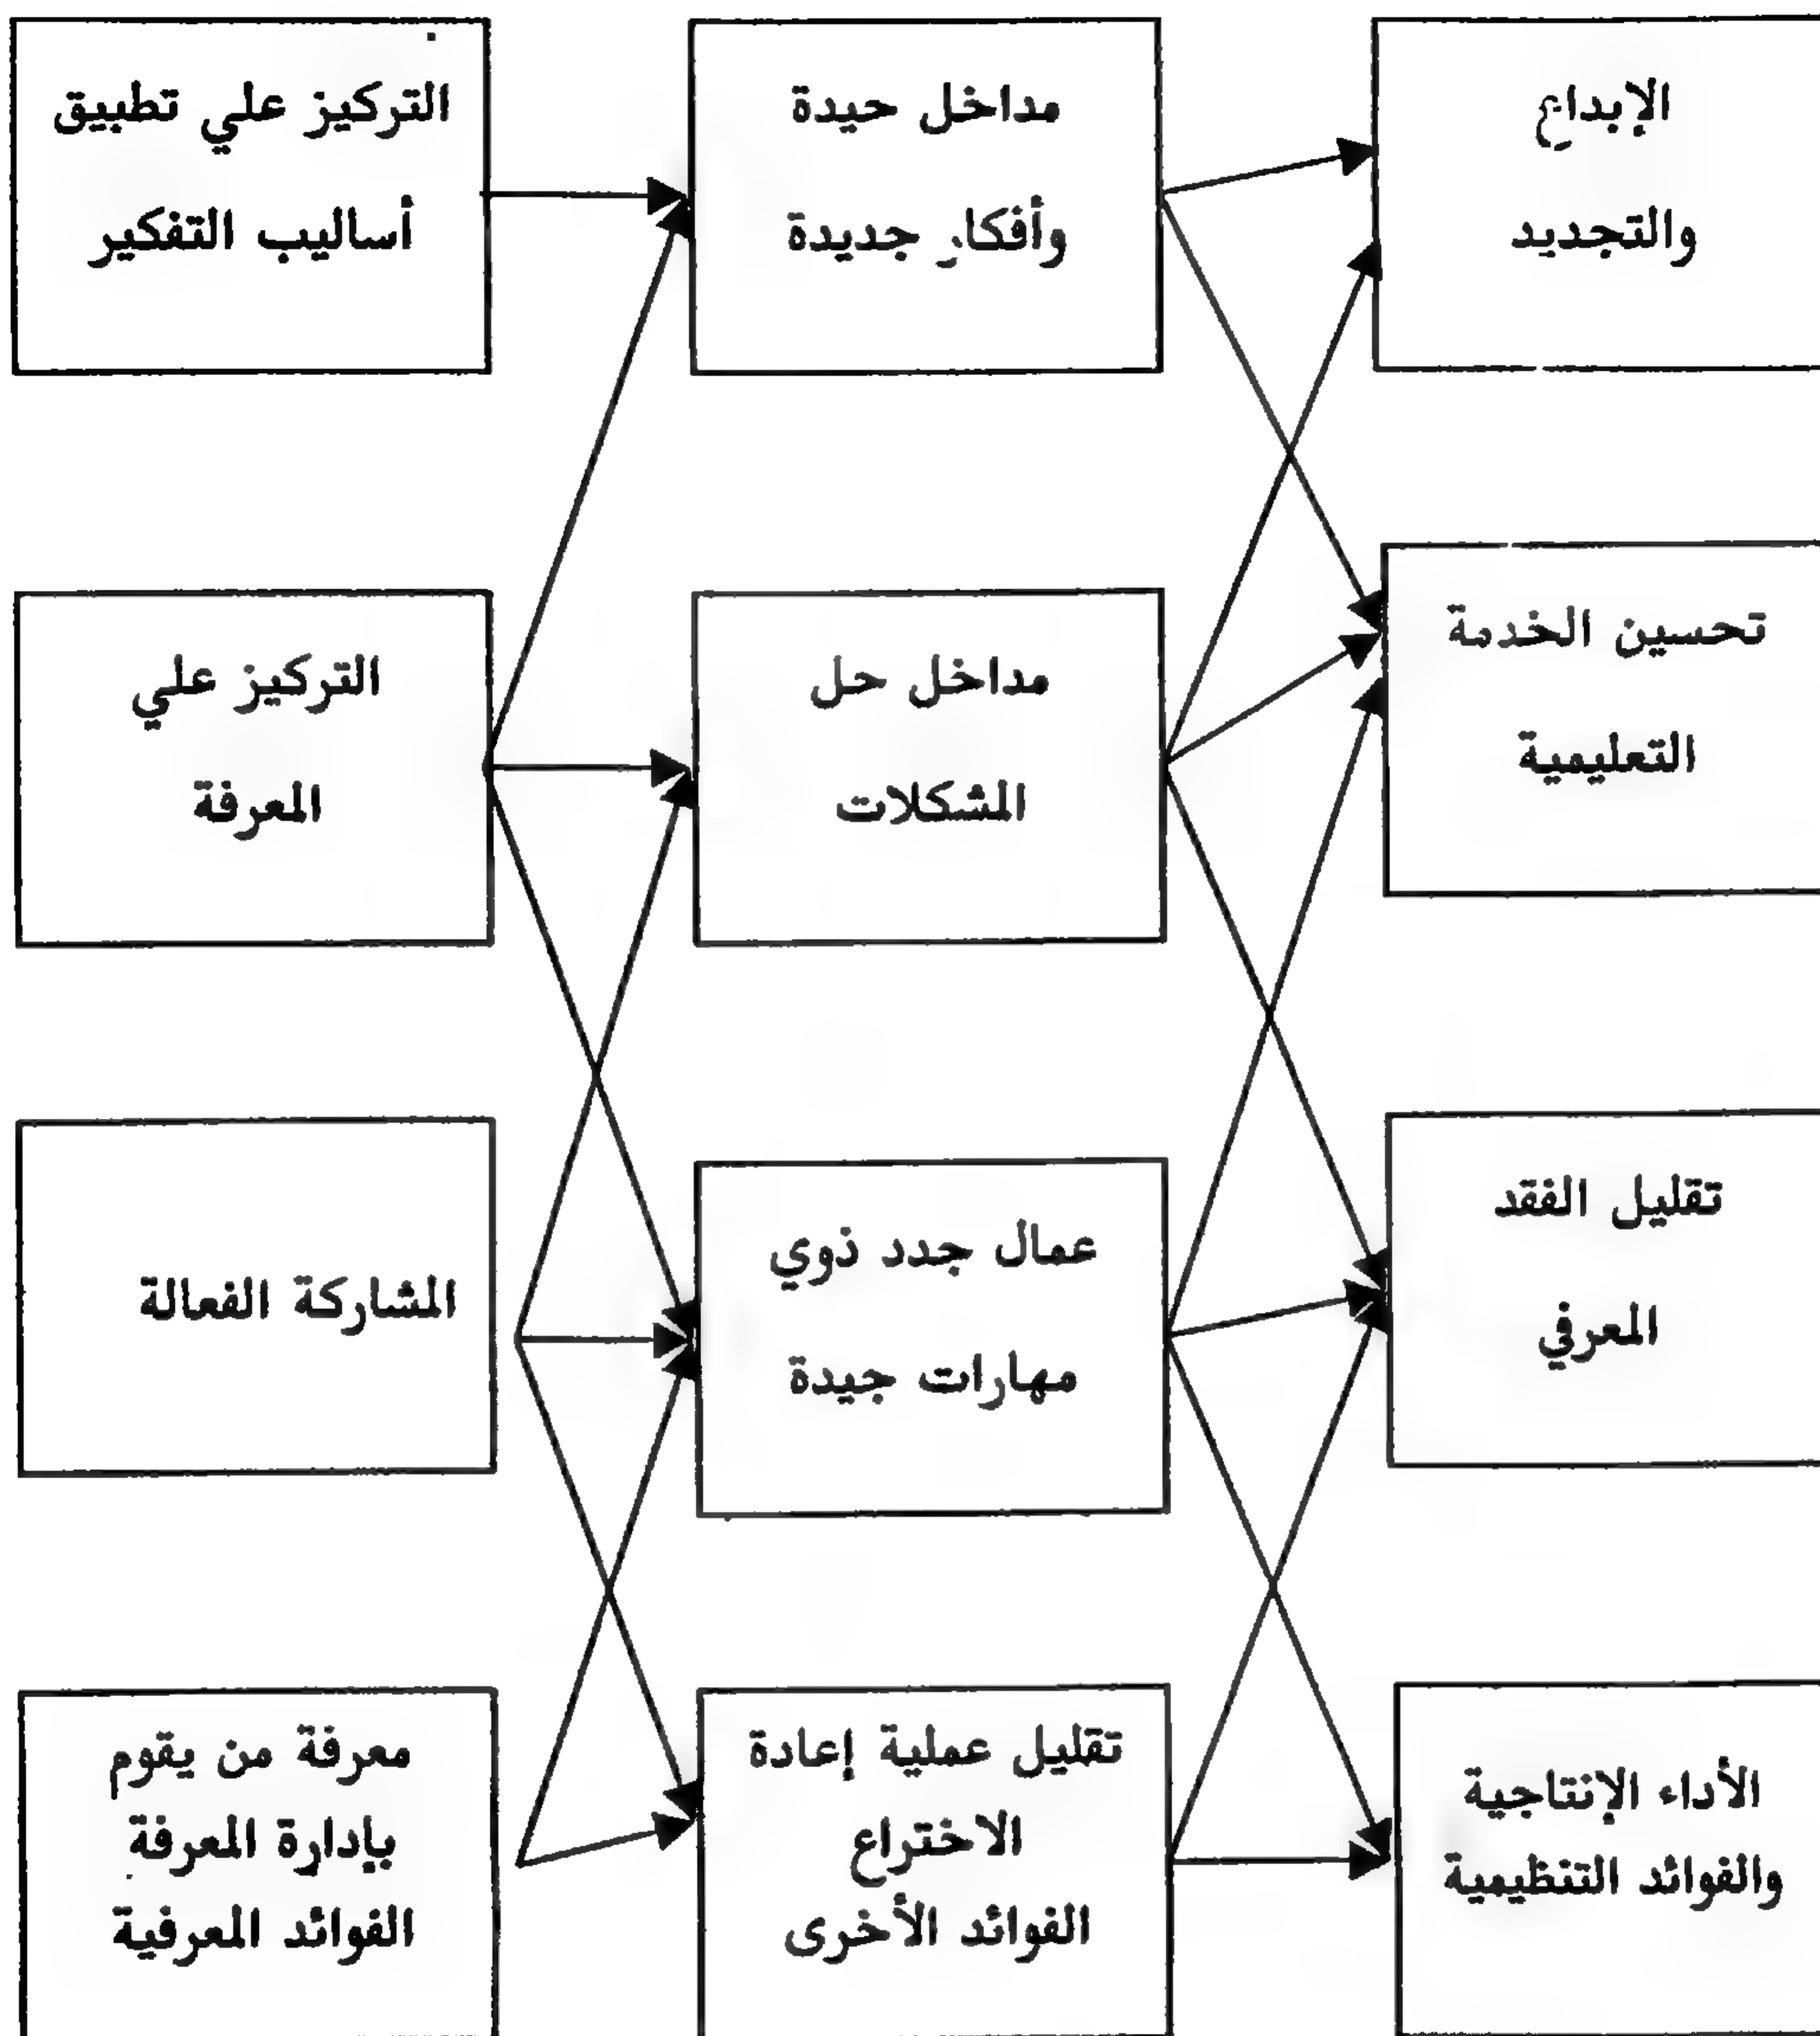 الإبداع
والتجديد
مداخل حيدة
وأفكار جديدة
التركيز علي تطبيق
أساليب التفكير
تحسين الخدمة
التعليمية
مداخل حل
المشكلات
التركيز علي
المعرفة
تقليل الفقد
المعرفي
عمال جدد ذوي
مهارات جيدة
المشاركة الفعالة
الأداء الإنتاجية
والفوائد التنظيمية
تقليل عملية إعادة
الاختراع
الفوائد الأخرى
معرفة من يقوم
بإدارة المعرفة
الفوائد المعرفية